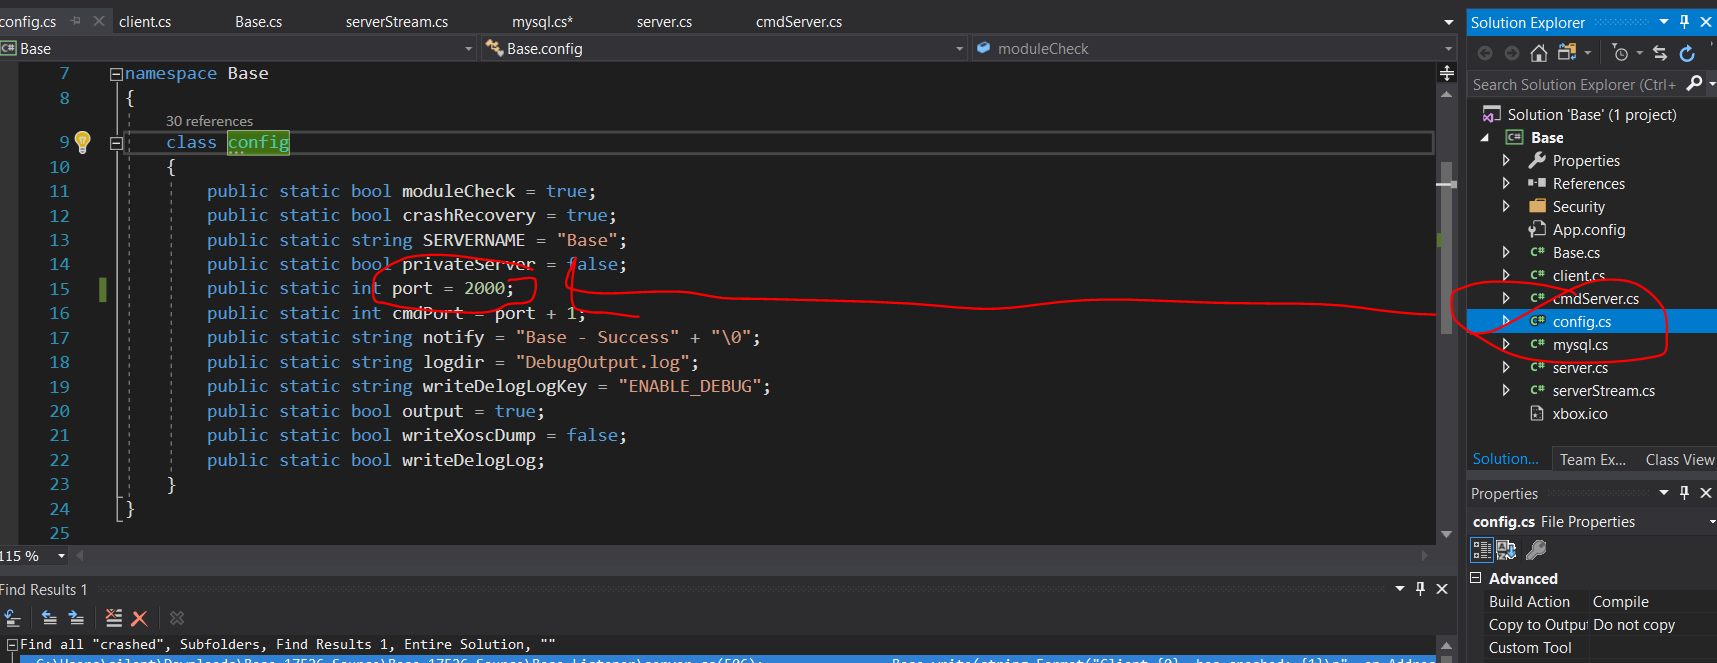 config.cs
client.cs
Base.cs
serverStream.cs
mysql.cs*
server.cs
cmdServer.cs
C# Base
Base.config
moduleCheck
7 namespace Base
8 {
30 references
9 class config
10 {
11 public static bool moduleCheck = true;
12 public static bool crashRecovery = true;
13 public static string SERVERNAME = "Base";
14 public static bool privateServer = false;
15 public static int port = 2000;
16 public static int cmdPort = port + 1;
17 public static string notify = "Base - Success" + "\0";
18 public static string logdir = "DebugOutput.log";
19 public static string writeDelogLogKey = "ENABLE_DEBUG";
20 public static bool output = true;
21 public static bool writeXoscDump = false;
22 public static bool writeDelogLog;
23 }
24 }
25
115 %
Find Results 1
Find all "crashed", Subfolders, Find Results 1, Entire Solution, ""
Solution Explorer
Search Solution Explorer (Ctrl+
Solution 'Base' (1 project)
C# Base
Properties
References
Security
App.config
C# Base.cs
C# client.cs
C# cmdServer.cs
C# config.cs
C# mysql.cs
C# server.cs
C# serverStream.cs
xbox.ico
Solution...
Team Ex...
Class View
Properties
config.cs File Properties
Advanced
Build Action Compile
Copy to Outpu Do not copy
Custom Tool